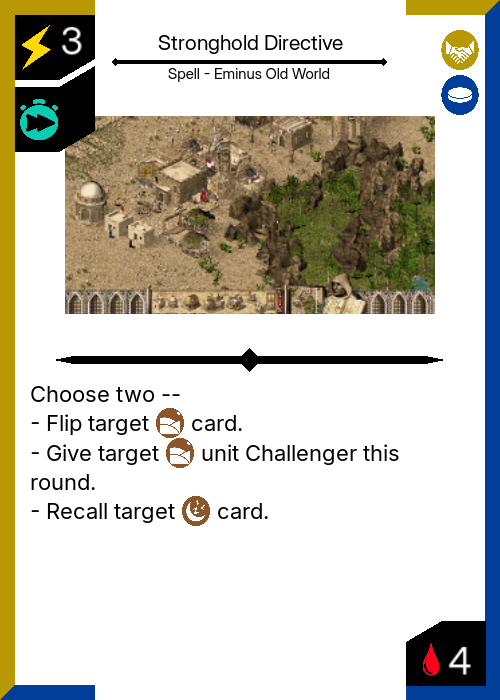 3
Stronghold Directive
Spell - Eminus Old World
Choose two --
- Flip target card.
- Give target unit Challenger this
round.
- Recall target card.
4